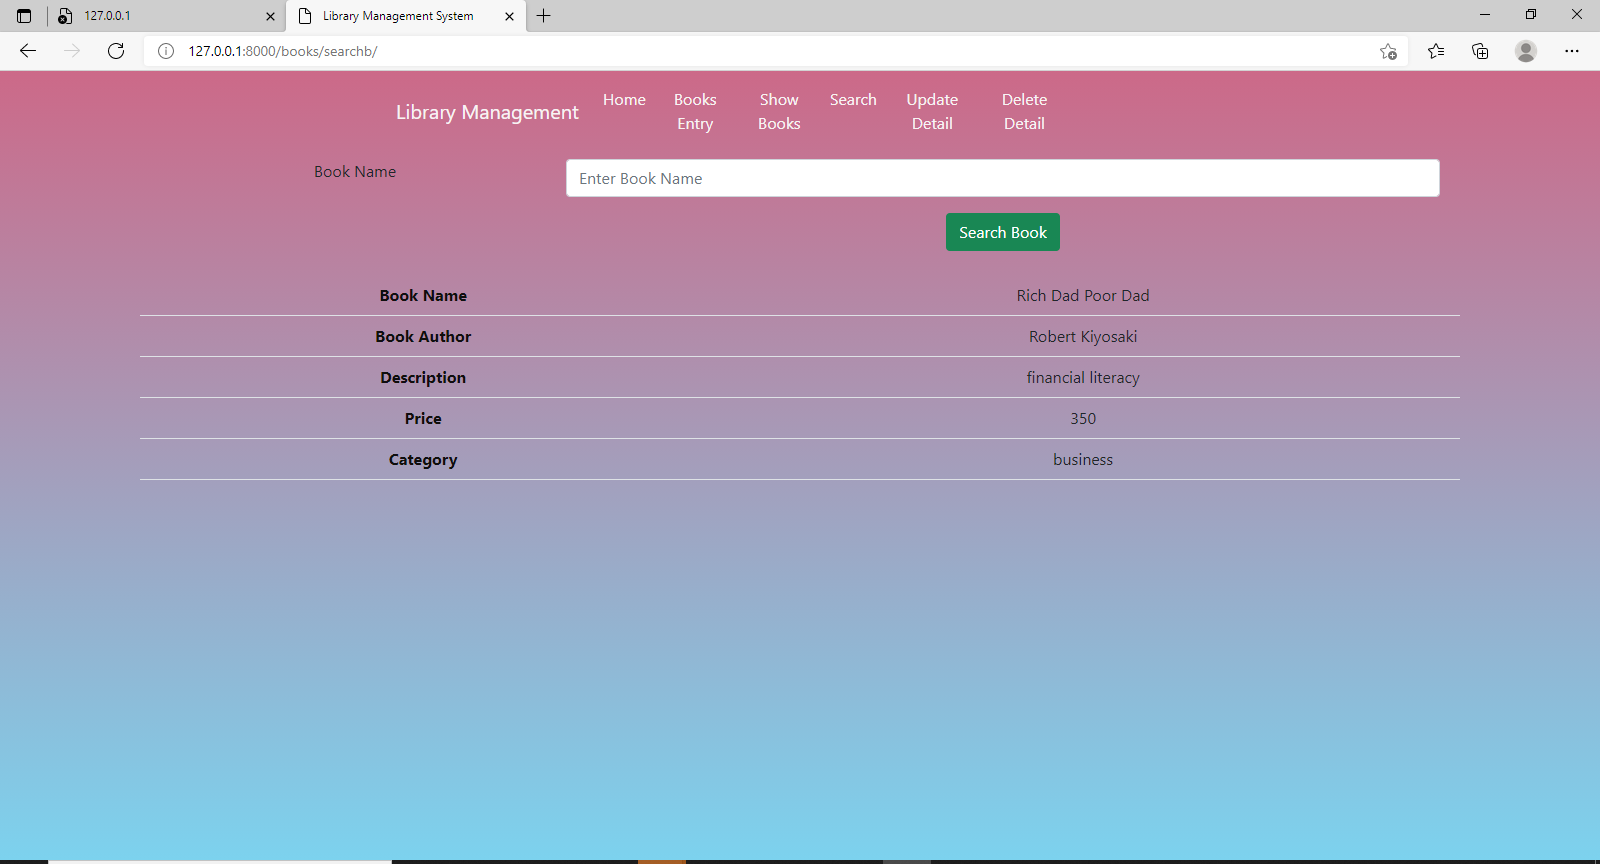 127.0.0.1
Library Management System
127.0.0.1:8000/books/searchb/
Library Management
Home
Books Entry
Show Books
Search
Update Detail
Delete Detail
Book Name
Enter Book Name
Search Book
Book Name Rich Dad Poor Dad
Book Author Robert Kiyosaki
Description financial literacy
Price 350
Category business